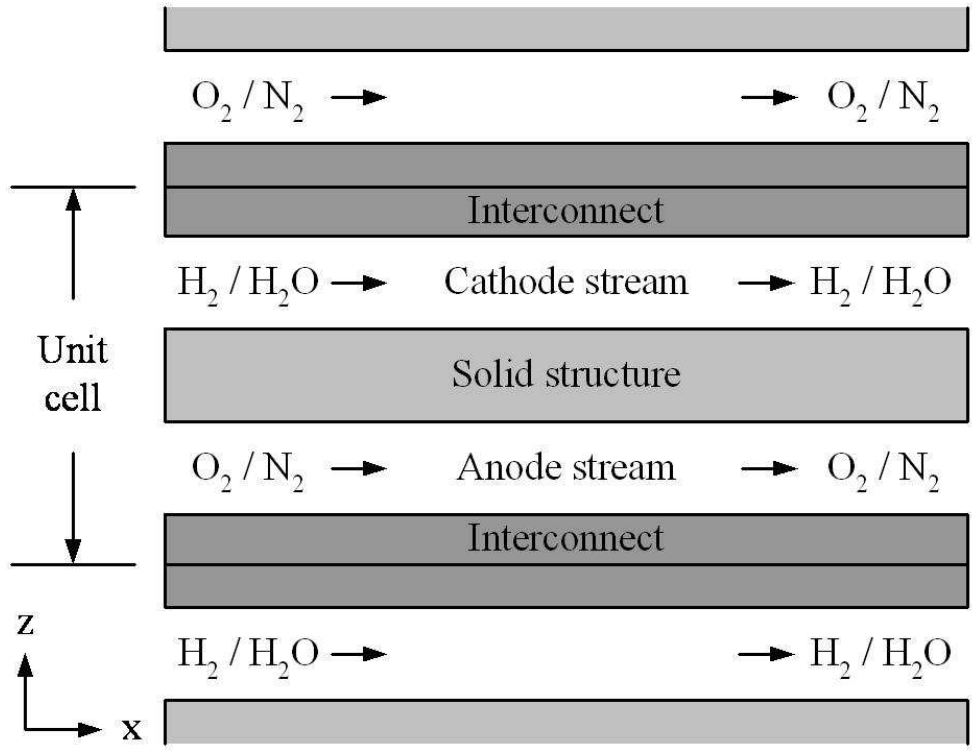 O₂ / N₂ O₂ / N₂
Interconnect
H₂ / H₂O Cathode stream H₂ / H₂O
Unit
cell
Solid structure
O₂ / N₂ Anode stream O₂ / N₂
Interconnect
H₂ / H₂O H₂ / H₂O
z
x